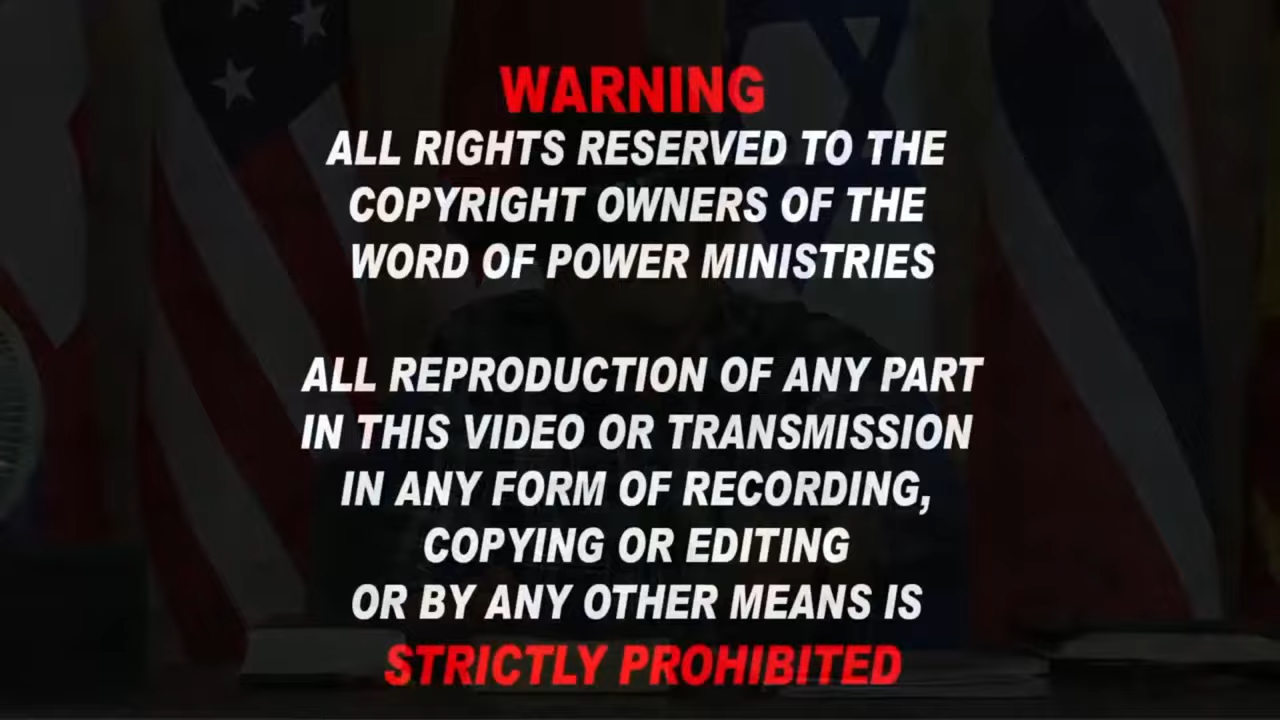 WARNING
ALL RIGHTS RESERVED TO THE
COPYRIGHT OWNERS OF THE
WORD OF POWER MINISTRIES
ALL REPRODUCTION OF ANY PART
IN THIS VIDEO OR TRANSMISSION
IN ANY FORM OF RECORDING,
COPYING OR EDITING
OR BY ANY OTHER MEANS IS
STRICTLY PROHIBITED